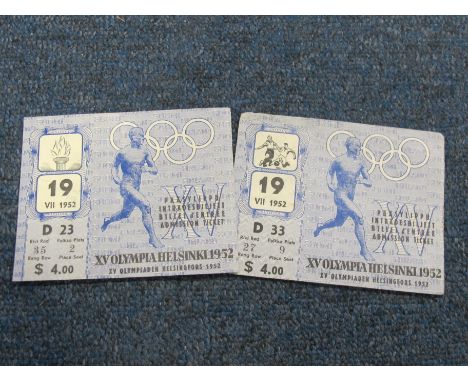 19
VII 1952
D 23
Rivi Rad Paikka Plats
35 2
Rang Row Place Seat
$ 4.00
XV
PÄÄSYLIPPU
INTRÄDESBILJETT
BILLET D'ENTRÉE
ADMISSION TICKET
XV OLYMPIA HELSINKI 1952
XV OLYMPIADEN HELSINGFORS 1952
19
VII 1952
D 33
Rivi Rad Paikka Plats
22 9
Rang Row Place Seat
$ 4.00
XV
PÄÄSYLIPPU
INTRÄDESBILJETT
BILLET D'ENTRÉE
ADMISSION TICKET
XV OLYMPIA HELSINKI 1952
XV OLYMPIADEN HELSINGFORS 1952